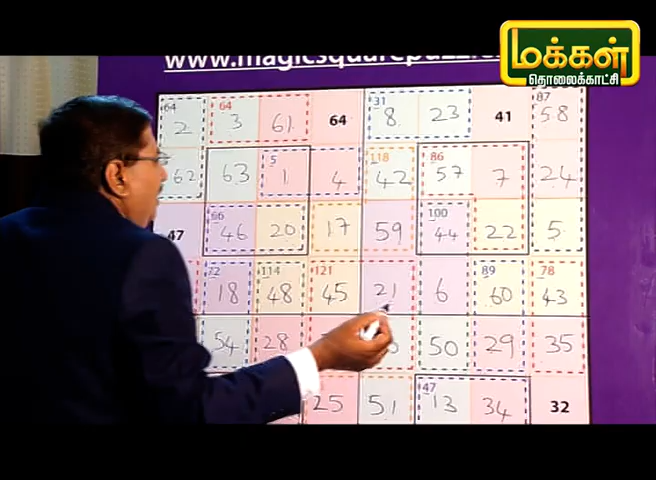 www.magicsquarepuzz
மக்கள்
தொலைக்காட்சி
64 64 31 87
2 3 61 64 8 23 41 58
5 118 86
62 63 1 4 42 57 7 24
66 100
47 46 20 17 59 44 22 5
72 114 121 89 78
18 48 45 21 6 60 43
54 28 50 29 35
47
25 51 13 34 32